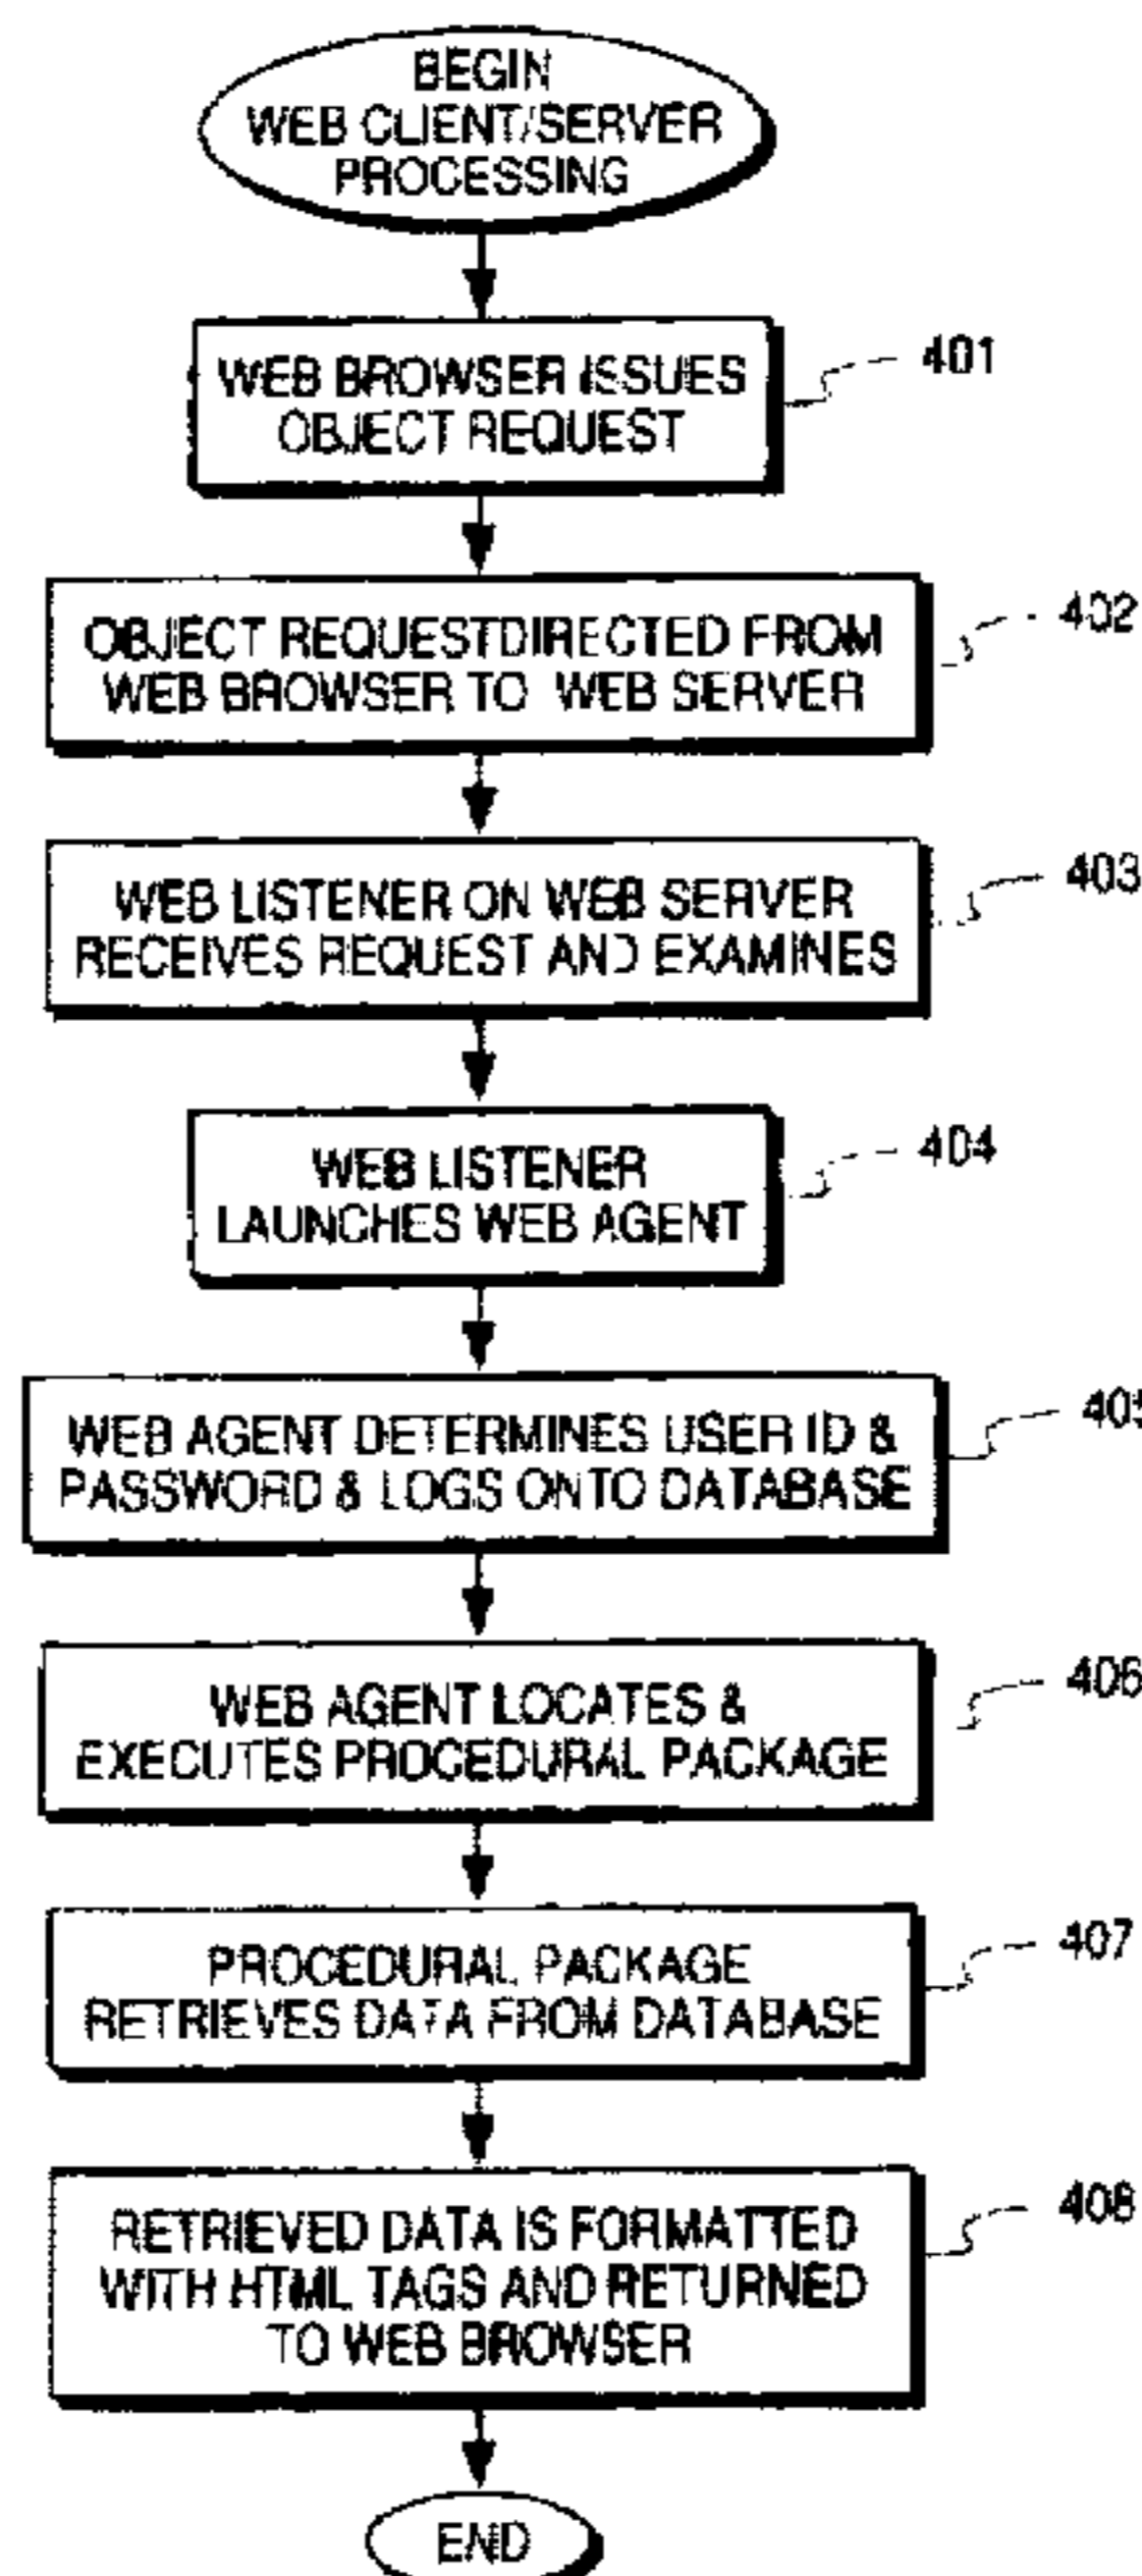 BEGIN
WEB CLIENT/SERVER
PROCESSING
WEB BROWSER ISSUES
OBJECT REQUEST
401
OBJECT REQUESTDIRECTED FROM
WEB BROWSER TO WEB SERVER
402
WEB LISTENER ON WEB SERVER
RECEIVES REQUEST AND EXAMINES
403
WEB LISTENER
LAUNCHES WEB AGENT
404
WEB AGENT DETERMINES USER ID &
PASSWORD & LOGS ONTO DATABASE
405
WEB AGENT LOCATES &
EXECUTES PROCEDURAL PACKAGE
406
PROCEDURAL PACKAGE
RETRIEVES DATA FROM DATABASE
407
RETRIEVED DATA IS FORMATTED
WITH HTML TAGS AND RETURNED
TO WEB BROWSER
408
END